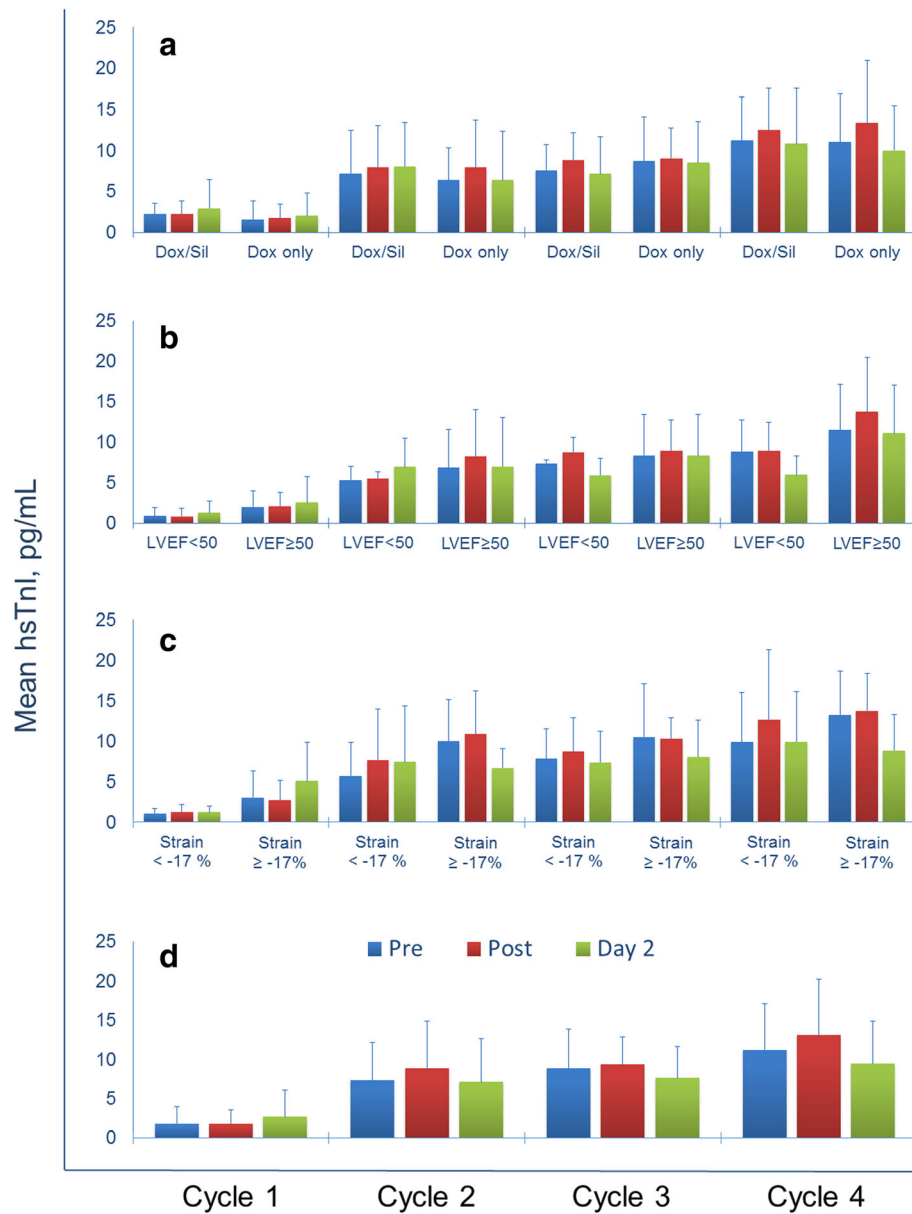 Mean hsTnI, pg/mL
a
25
20
15
10
5
0
Dox/Sil Dox only Dox/Sil Dox only Dox/Sil Dox only Dox/Sil Dox only
b
25
20
15
10
5
0
LVEF<50 LVEF≥50 LVEF<50 LVEF≥50 LVEF<50 LVEF≥50 LVEF<50 LVEF≥50
c
25
20
15
10
5
0
Strain Strain Strain Strain Strain Strain Strain Strain
< -17 % ≥ -17% < -17 % ≥ -17% < -17 % ≥ -17% < -17 % ≥ -17%
d
Pre Post Day 2
25
20
15
10
5
0
Cycle 1 Cycle 2 Cycle 3 Cycle 4